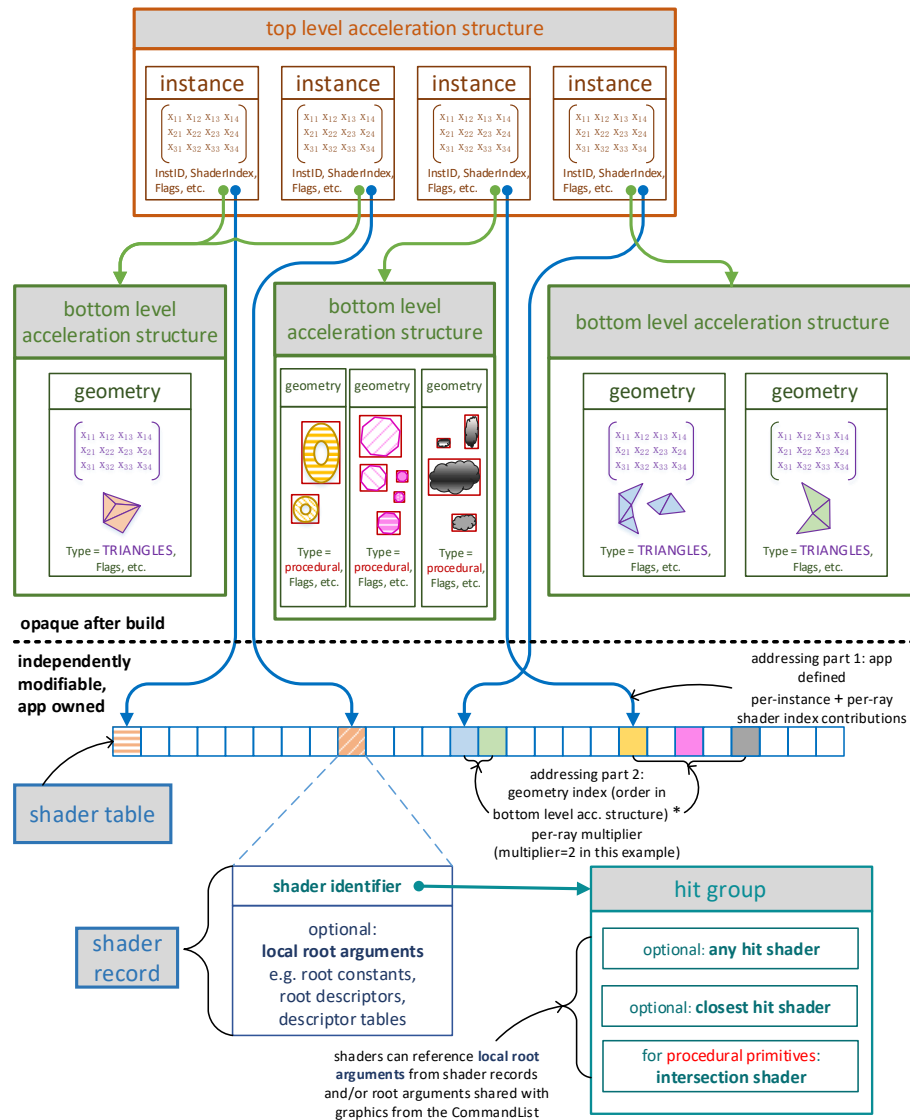 top level acceleration structure
instance
x11 x12 x13 x14
x21 x22 x23 x24
x31 x32 x33 x34
InstID, ShaderIndex,
Flags, etc.
instance
x11 x12 x13 x14
x21 x22 x23 x24
x31 x32 x33 x34
InstID, ShaderIndex,
Flags, etc.
instance
x11 x12 x13 x14
x21 x22 x23 x24
x31 x32 x33 x34
InstID, ShaderIndex,
Flags, etc.
instance
x11 x12 x13 x14
x21 x22 x23 x24
x31 x32 x33 x34
InstID, ShaderIndex,
Flags, etc.
bottom level
acceleration structure
geometry
x11 x12 x13 x14
x21 x22 x23 x24
x31 x32 x33 x34
Type = TRIANGLES,
Flags, etc.
bottom level
acceleration structure
geometry
Type =
procedural,
Flags, etc.
geometry
Type =
procedural,
Flags, etc.
geometry
Type =
procedural,
Flags, etc.
bottom level acceleration structure
geometry
x11 x12 x13 x14
x21 x22 x23 x24
x31 x32 x33 x34
Type = TRIANGLES,
Flags, etc.
geometry
x11 x12 x13 x14
x21 x22 x23 x24
x31 x32 x33 x34
Type = TRIANGLES,
Flags, etc.
opaque after build
independently
modifiable,
app owned
addressing part 1: app
defined
per-instance + per-ray
shader index contributions
shader table
addressing part 2:
geometry index (order in
bottom level acc. structure) *
per-ray multiplier
(multiplier=2 in this example)
shader
record
shader identifier
optional:
local root arguments
e.g. root constants,
root descriptors,
descriptor tables
hit group
optional: any hit shader
optional: closest hit shader
for procedural primitives:
intersection shader
shaders can reference local root
arguments from shader records
and/or root arguments shared with
graphics from the CommandList